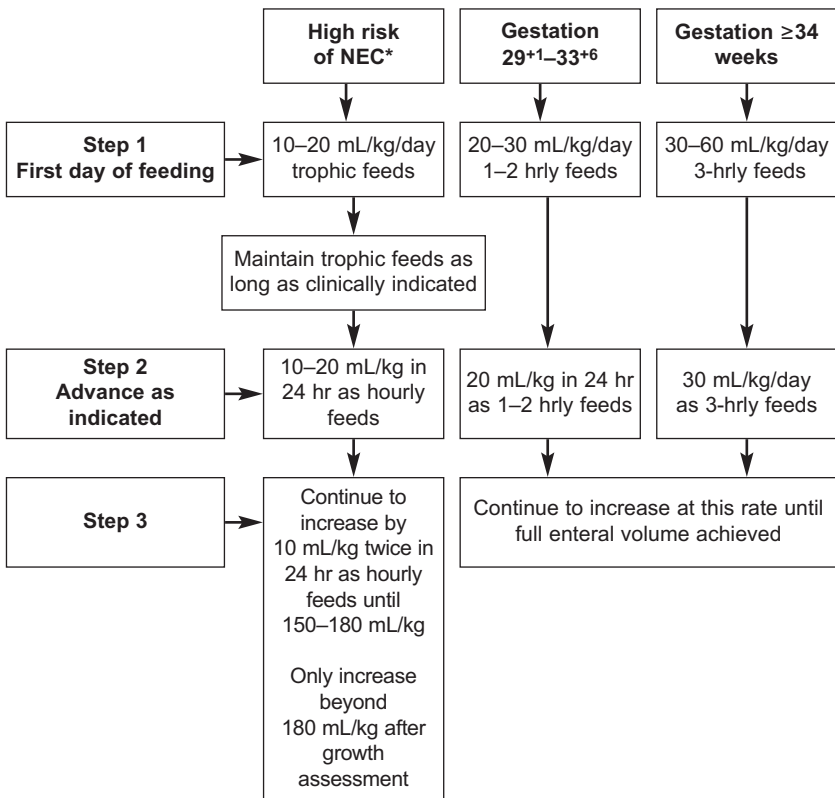 High risk
of NEC*
Gestation
29+1–33+6
Gestation ≥34
weeks
Step 1
First day of feeding
10–20 mL/kg/day
trophic feeds
20–30 mL/kg/day
1–2 hrly feeds
30–60 mL/kg/day
3-hrly feeds
Maintain trophic feeds as
long as clinically indicated
Step 2
Advance as
indicated
10–20 mL/kg in
24 hr as hourly
feeds
20 mL/kg in 24 hr
as 1–2 hrly feeds
30 mL/kg/day
as 3-hrly feeds
Step 3
Continue to
increase by
10 mL/kg twice in
24 hr as hourly
feeds until
150–180 mL/kg
Only increase
beyond
180 mL/kg after
growth
assessment
Continue to increase at this rate until
full enteral volume achieved